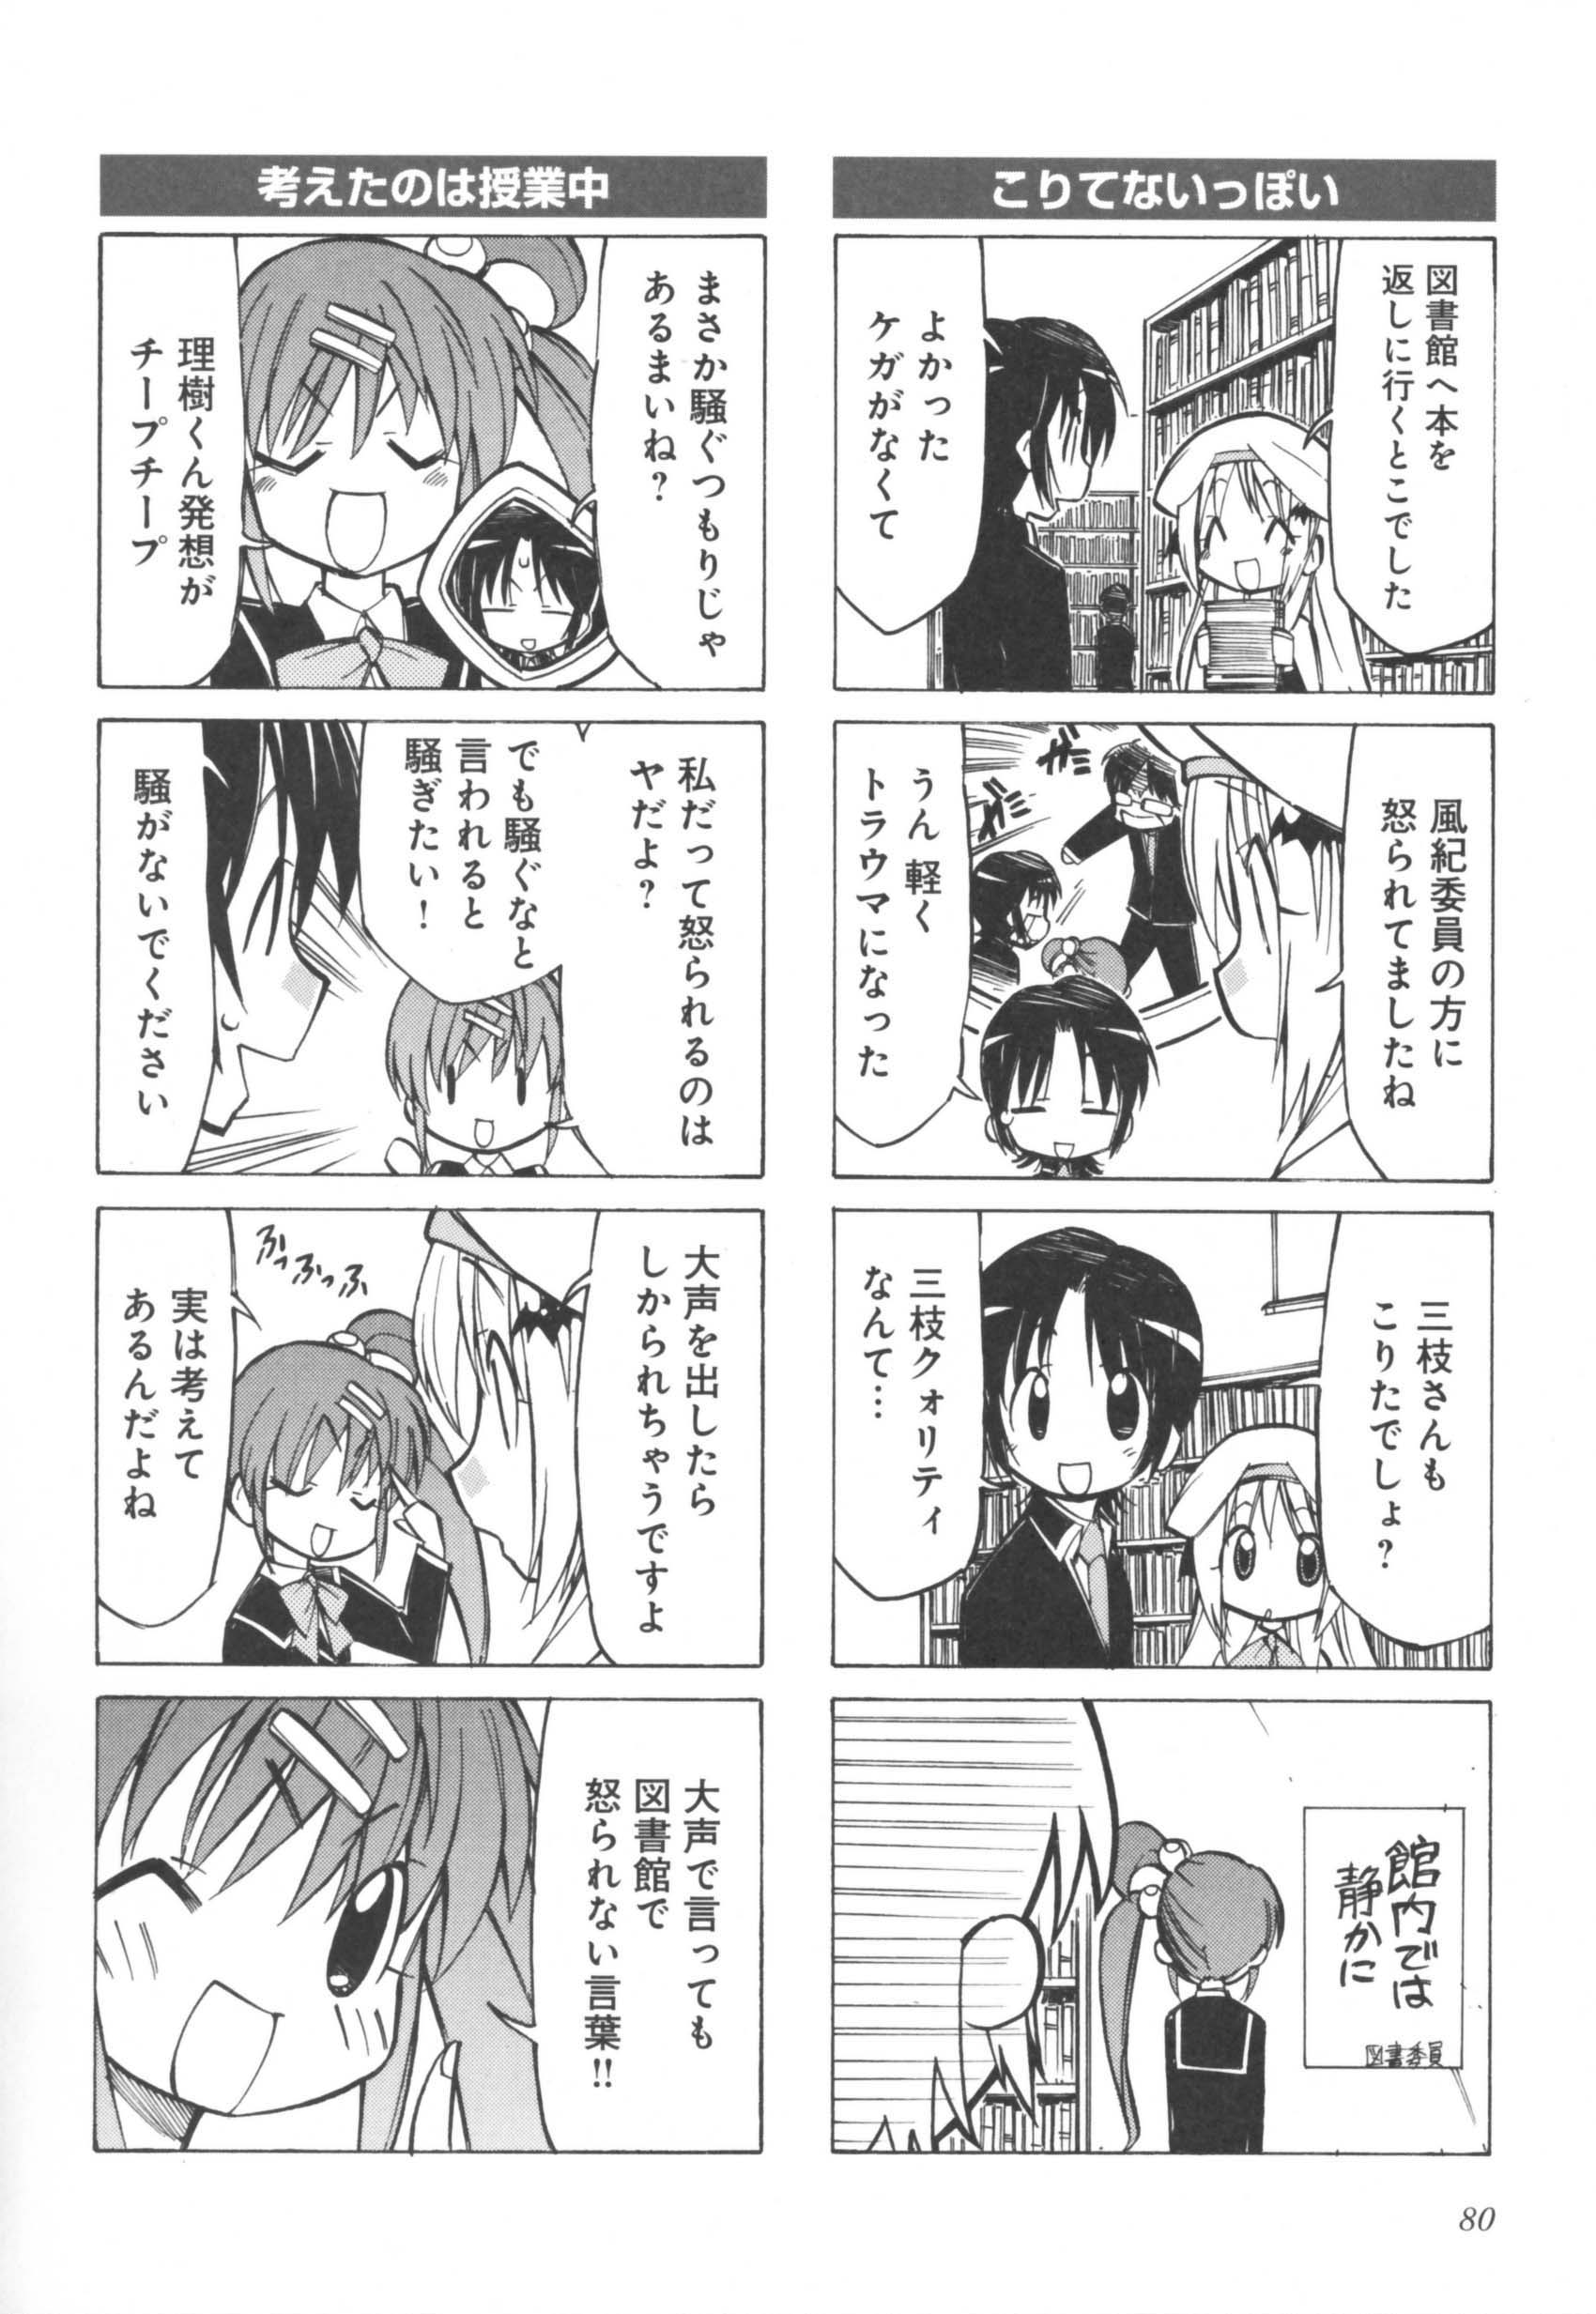 こりてないっぽい
図書館へ本を
返しに行くとこでした
よかった
ケガがなくて
風紀委員の方に
怒られてましたね
ガミ
ガミ
うん 軽く
トラウマになった
三枝さんも
こりたでしょ?
三枝クォリティ
なんて…
館内では
静かに
図書委員
考えたのは授業中
まさか騒ぐつもりじゃ
あるまいね?
理樹くん発想が
チープチープ
私だって怒られるのは
ヤだよ?
でも騒ぐなと
言われると
騒ぎたい!
騒がないでください
大声を出したら
しかられちゃうですよ
ふっふっふ
実は考えて
あるんだよね
大声で言っても
図書館で
怒られない言葉!!
80